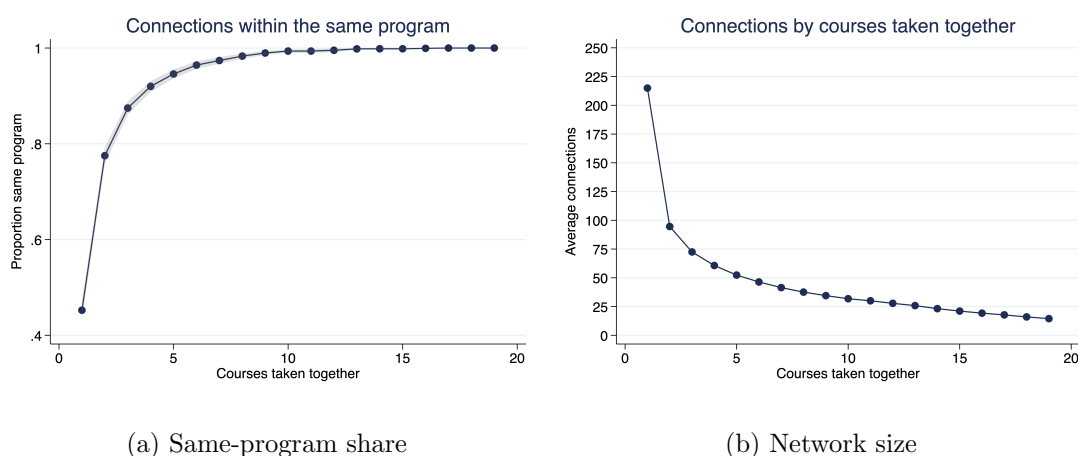 Connections within the same program
Proportion same program
1
.8
.6
.4
0 5 10 15 20
Courses taken together
(a) Same-program share
Connections by courses taken together
Average connections
250
225
200
175
150
125
100
75
50
25
0
0 5 10 15 20
Courses taken together
(b) Network size